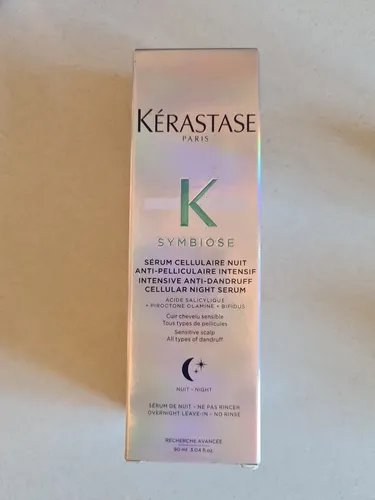 KÉRASTASE
PARIS
K
SYMBIOSE
SÉRUM CELLULAIRE NUIT
ANTI-PELLICULAIRE INTENSIF
INTENSIVE ANTI-DANDRUFF
CELLULAR NIGHT SERUM
ACIDE SALICYLIQUE
+ PIROCTONE OLAMINE + BIFIDUS
Cuir chevelu sensible
Tous types de pellicules
Sensitive scalp
All types of dandruff
NUIT - NIGHT
SÉRUM DE NUIT - NE PAS RINCER
OVERNIGHT LEAVE-IN - NO RINSE
RECHERCHE AVANCÉE
90 ml 3.04 fl.oz